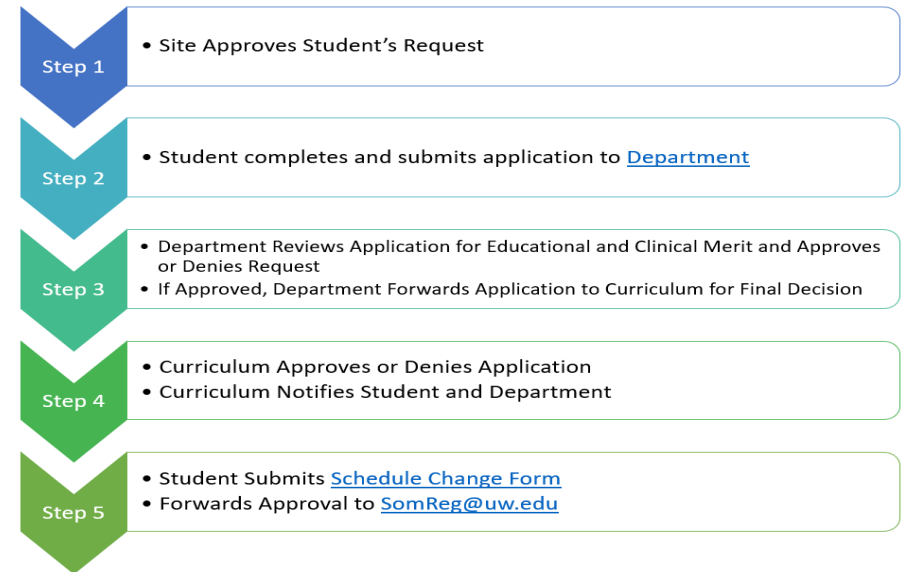 Step 1
• Site Approves Student’s Request
Step 2
• Student completes and submits application to Department
Step 3
• Department Reviews Application for Educational and Clinical Merit and Approves
or Denies Request
• If Approved, Department Forwards Application to Curriculum for Final Decision
Step 4
• Curriculum Approves or Denies Application
• Curriculum Notifies Student and Department
Step 5
• Student Submits Schedule Change Form
• Forwards Approval to SomReg@uw.edu